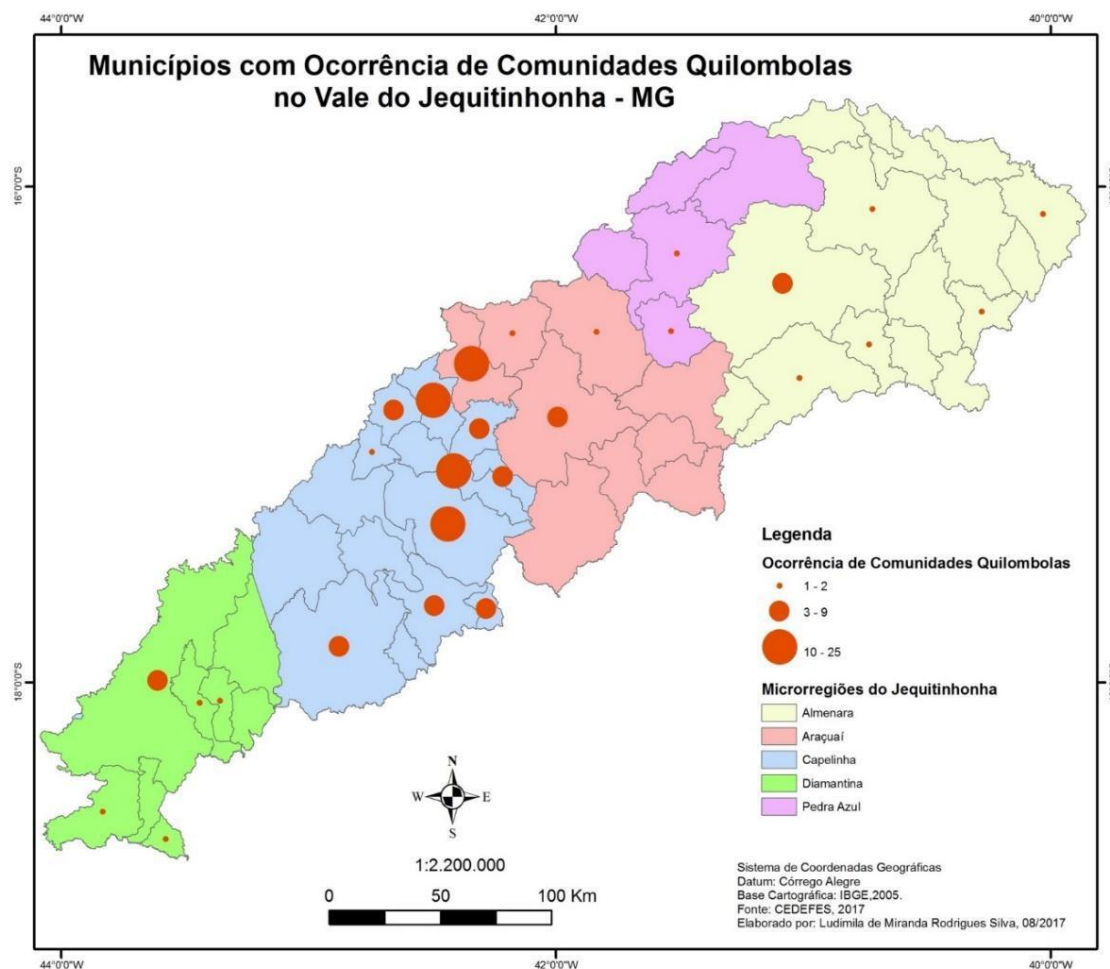 44°0'0"W 42°0'0"W 40°0'0"W
Municípios com Ocorrência de Comunidades Quilombolas
no Vale do Jequitinhonha - MG
16°0'0"S
18°0'0"S
Legenda
Ocorrência de Comunidades Quilombolas
1 - 2
3 - 9
10 - 25
Microrregiões do Jequitinhonha
Almenara
Araçuaí
Capelinha
Diamantina
Pedra Azul
N
W E
S
1:2.200.000
0 50 100 Km
Sistema de Coordenadas Geográficas
Datum: Córrego Alegre
Base Cartográfica: IBGE,2005.
Fonte: CEDEFES, 2017
Elaborado por: Ludimila de Miranda Rodrigues Silva, 08/2017
44°0'0"W 42°0'0"W 40°0'0"W